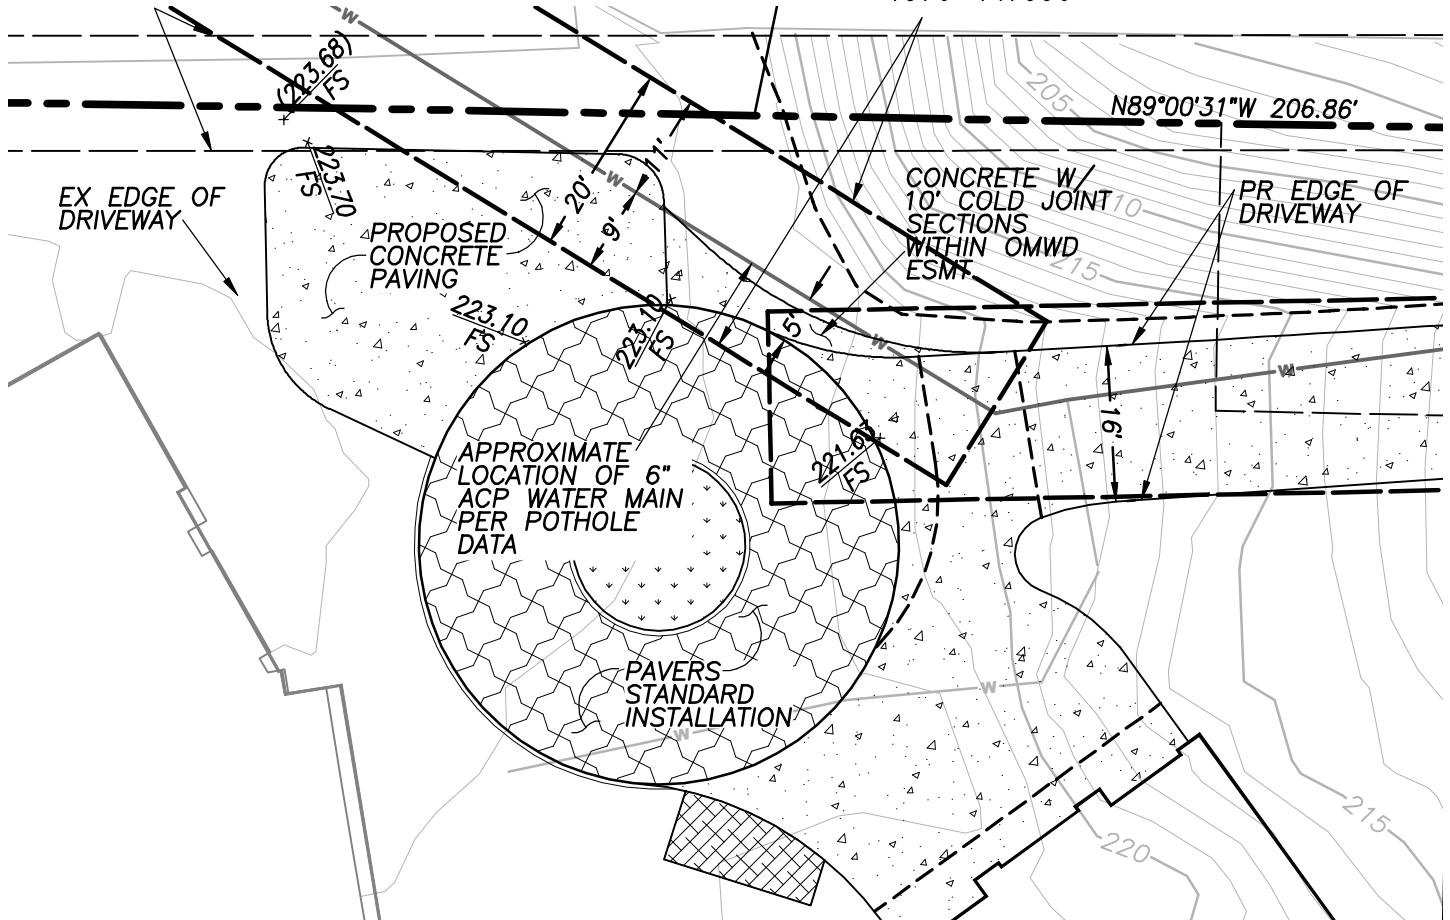 W
(223.68)
FS
205
N89°00'31"W 206.86'
223.70
FS
11'
20'
9'
W
EX EDGE OF
DRIVEWAY
PROPOSED
CONCRETE
PAVING
CONCRETE W/
10' COLD JOINT
SECTIONS
WITHIN OMWD
ESMT
210
215
PR EDGE OF
DRIVEWAY
223.10
FS
223.10
FS
5'
W
W
16'
APPROXIMATE
LOCATION OF 6"
ACP WATER MAIN
PER POTHOLE
DATA
FS
PAVERS
STANDARD
INSTALLATION
W
W
215
220